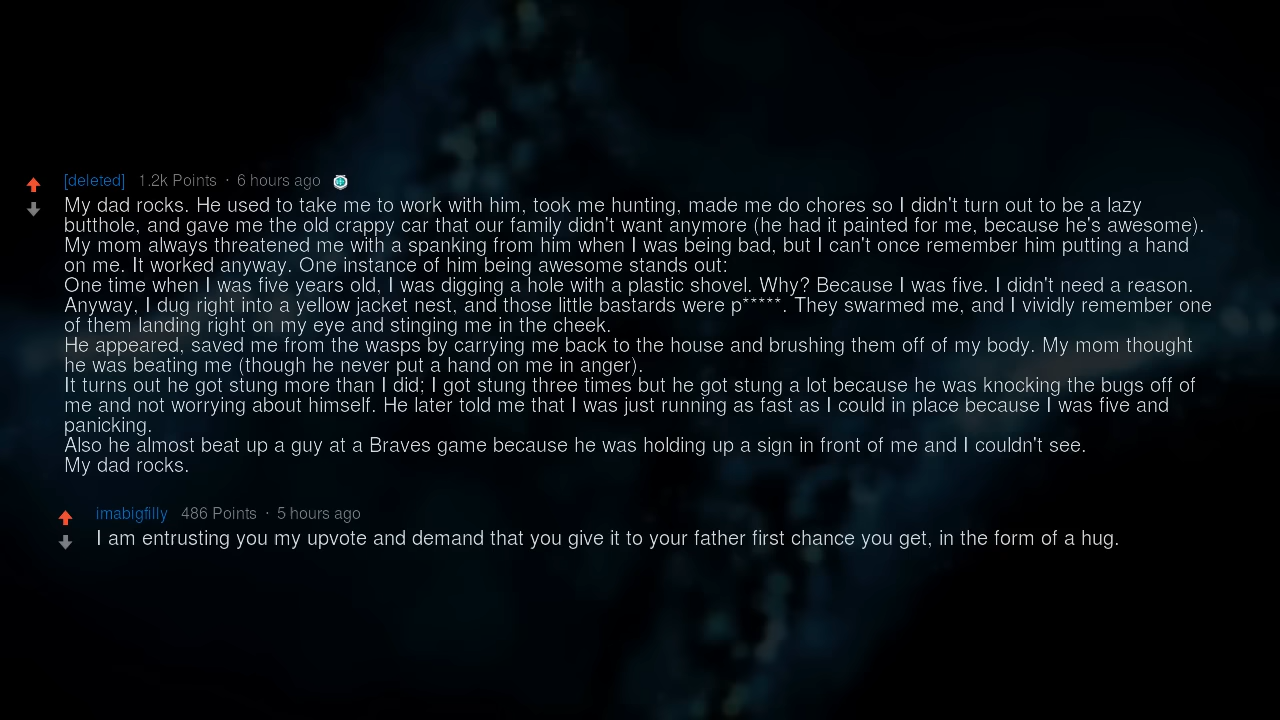 [deleted] 1.2k Points · 6 hours ago
My dad rocks. He used to take me to work with him, took me hunting, made me do chores so I didn't turn out to be a lazy
butthole, and gave me the old crappy car that our family didn't want anymore (he had it painted for me, because he's awesome).
My mom always threatened me with a spanking from him when I was being bad, but I can't once remember him putting a hand
on me. It worked anyway. One instance of him being awesome stands out:
One time when I was five years old, I was digging a hole with a plastic shovel. Why? Because I was five. I didn't need a reason.
Anyway, I dug right into a yellow jacket nest, and those little bastards were p*****. They swarmed me, and I vividly remember one
of them landing right on my eye and stinging me in the cheek.
He appeared, saved me from the wasps by carrying me back to the house and brushing them off of my body. My mom thought
he was beating me (though he never put a hand on me in anger).
It turns out he got stung more than I did; I got stung three times but he got stung a lot because he was knocking the bugs off of
me and not worrying about himself. He later told me that I was just running as fast as I could in place because I was five and
panicking.
Also he almost beat up a guy at a Braves game because he was holding up a sign in front of me and I couldn't see.
My dad rocks.
imabigfilly 486 Points · 5 hours ago
I am entrusting you my upvote and demand that you give it to your father first chance you get, in the form of a hug.